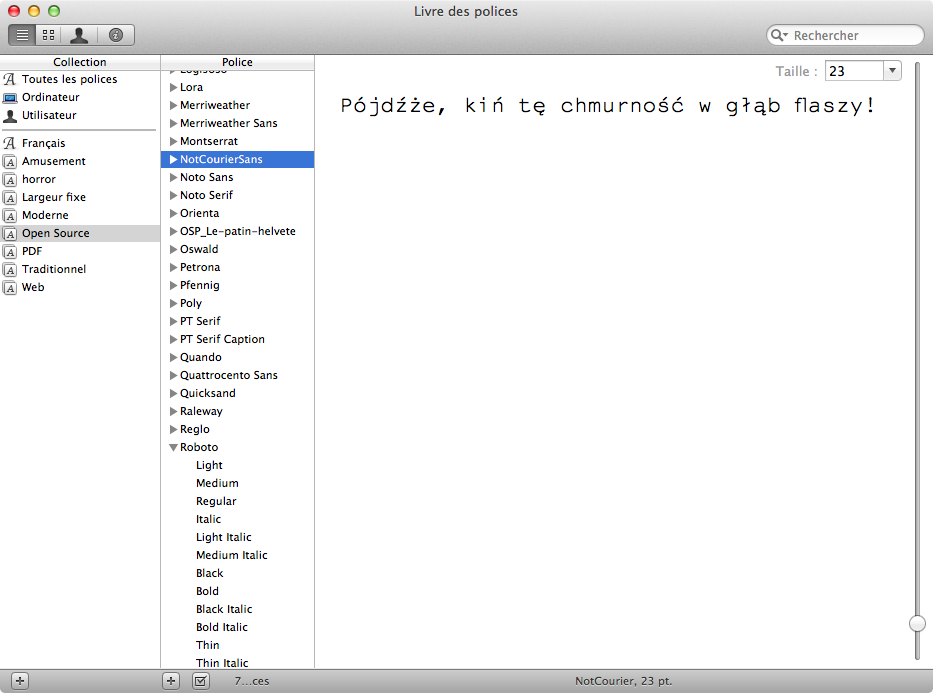 Livre des polices
Rechercher
Collection
Toutes les polices
Ordinateur
Utilisateur
Français
Amusement
horror
Largeur fixe
Moderne
Open Source
PDF
Traditionnel
Web
Police
Lora
Merriweather
Merriweather Sans
Montserrat
NotCourierSans
Noto Sans
Noto Serif
Orienta
OSP_Le-patin-helvete
Oswald
Petrona
Pfennig
Poly
PT Serif
PT Serif Caption
Quando
Quattrocento Sans
Quicksand
Raleway
Reglo
Roboto
Light
Medium
Regular
Italic
Light Italic
Medium Italic
Black
Bold
Black Italic
Bold Italic
Thin
Thin Italic
Taille : 23
Pójdźże, kiń tę chmurność w głąb flaszy!
7...ces
NotCourier, 23 pt.